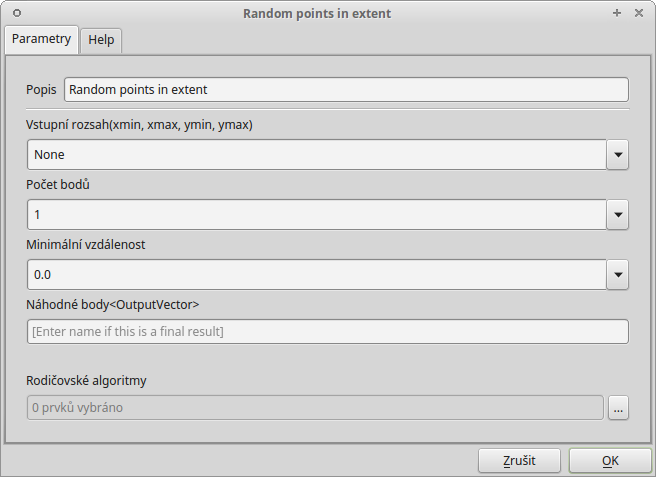 Random points in extent
Parametry
Help
Popis
Random points in extent
Vstupní rozsah(xmin, xmax, ymin, ymax)
None
Počet bodů
1
Minimální vzdálenost
0.0
Náhodné body<OutputVector>
[Enter name if this is a final result]
Rodičovské algoritmy
0 prvků vybráno
...
Zrušit
OK